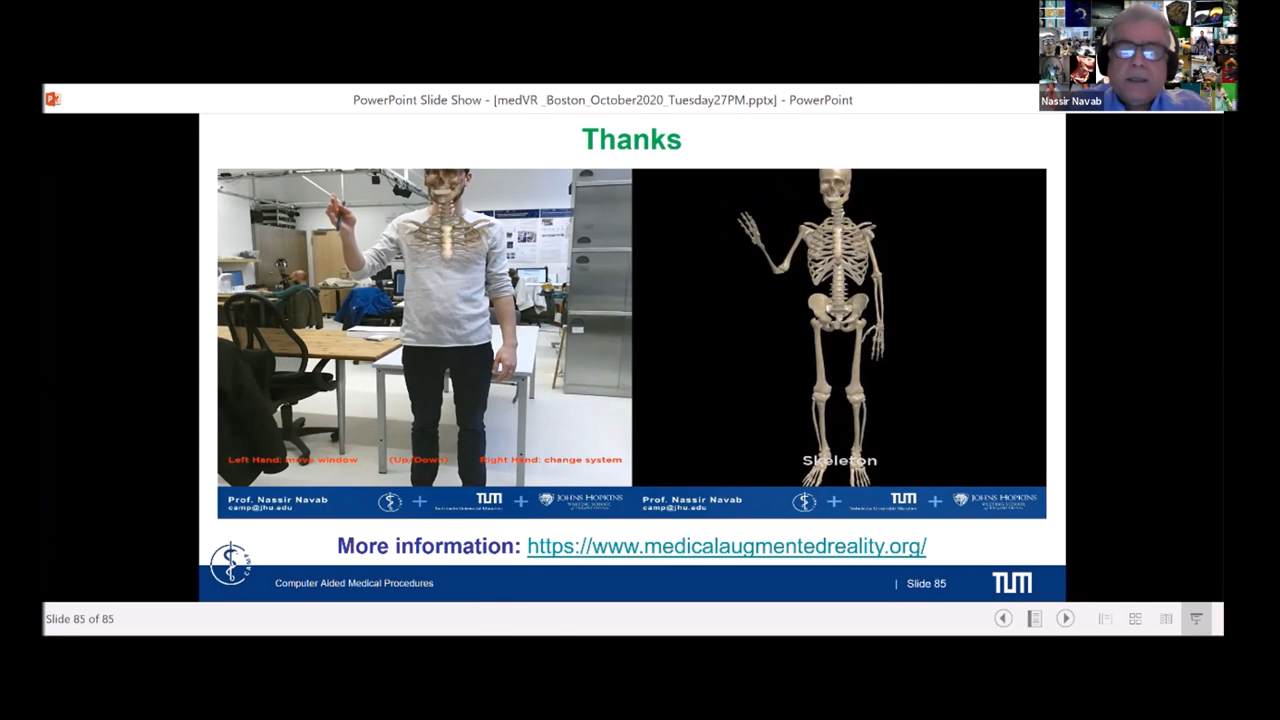 Nassir Navab
PowerPoint Slide Show - [medVR _Boston_October2020_Tuesday27PM.pptx] - PowerPoint
Thanks
Left Hand: move window (Up/Down) Right Hand: change system
Skeleton
Prof. Nassir Navab
camp@jhu.edu
TUM
JOHNS HOPKINS
Prof. Nassir Navab
camp@jhu.edu
TUM
JOHNS HOPKINS
More information: https://www.medicalaugmentedreality.org/
Computer Aided Medical Procedures
| Slide 85
TUM
Slide 85 of 85